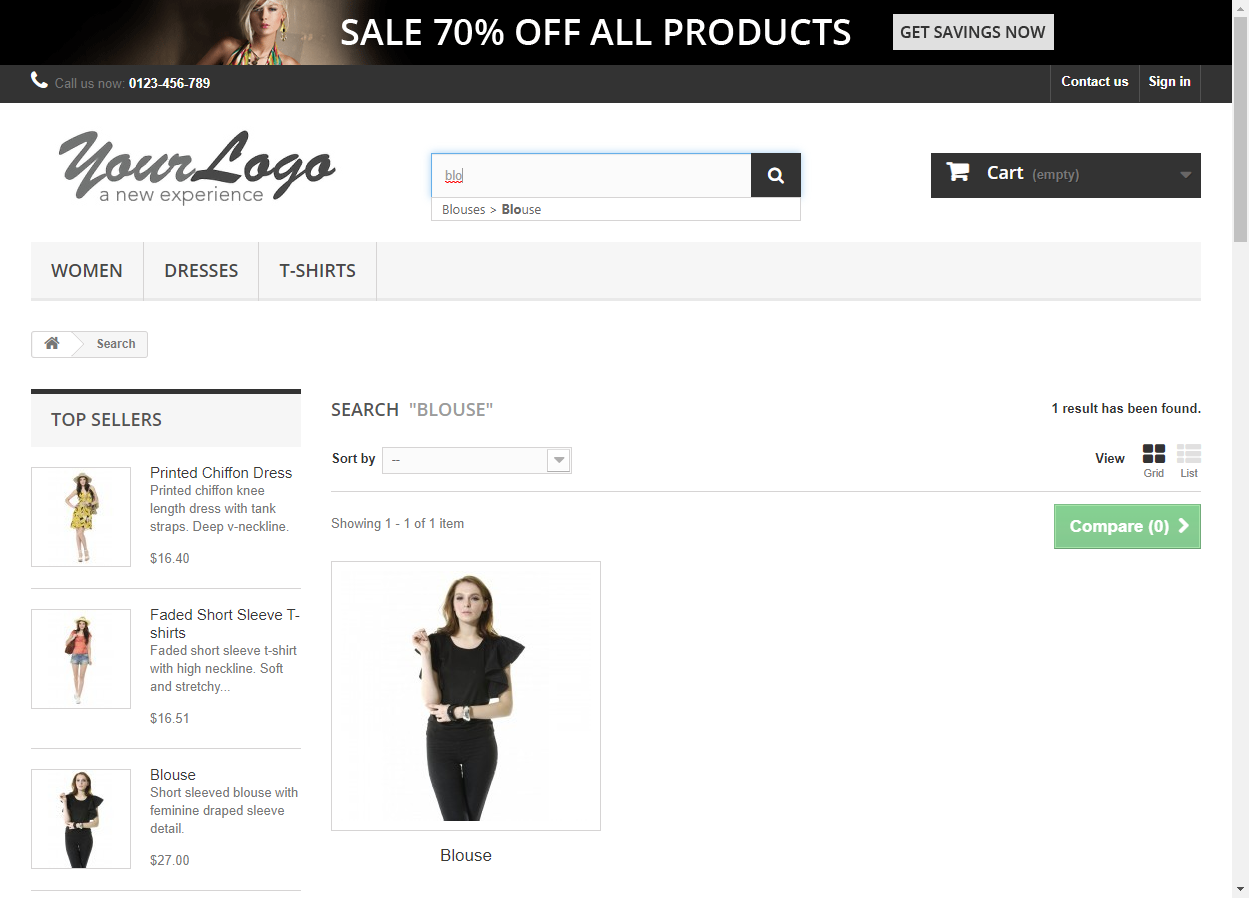 SALE 70% OFF ALL PRODUCTS
GET SAVINGS NOW
Call us now: 0123-456-789
Contact us
Sign in
YourLogo
a new experience
blo
Cart (empty)
Blouses > Blouse
WOMEN
DRESSES
T-SHIRTS
Search
TOP SELLERS
Printed Chiffon Dress
Printed chiffon knee
length dress with tank
straps. Deep v-neckline.
$16.40
Faded Short Sleeve T-
shirts
Faded short sleeve t-shirt
with high neckline. Soft
and stretchy...
$16.51
Blouse
Short sleeved blouse with
feminine draped sleeve
detail.
$27.00
SEARCH "BLOUSE"
1 result has been found.
Sort by
--
View
Grid
List
Showing 1 - 1 of 1 item
Compare (0)
Blouse